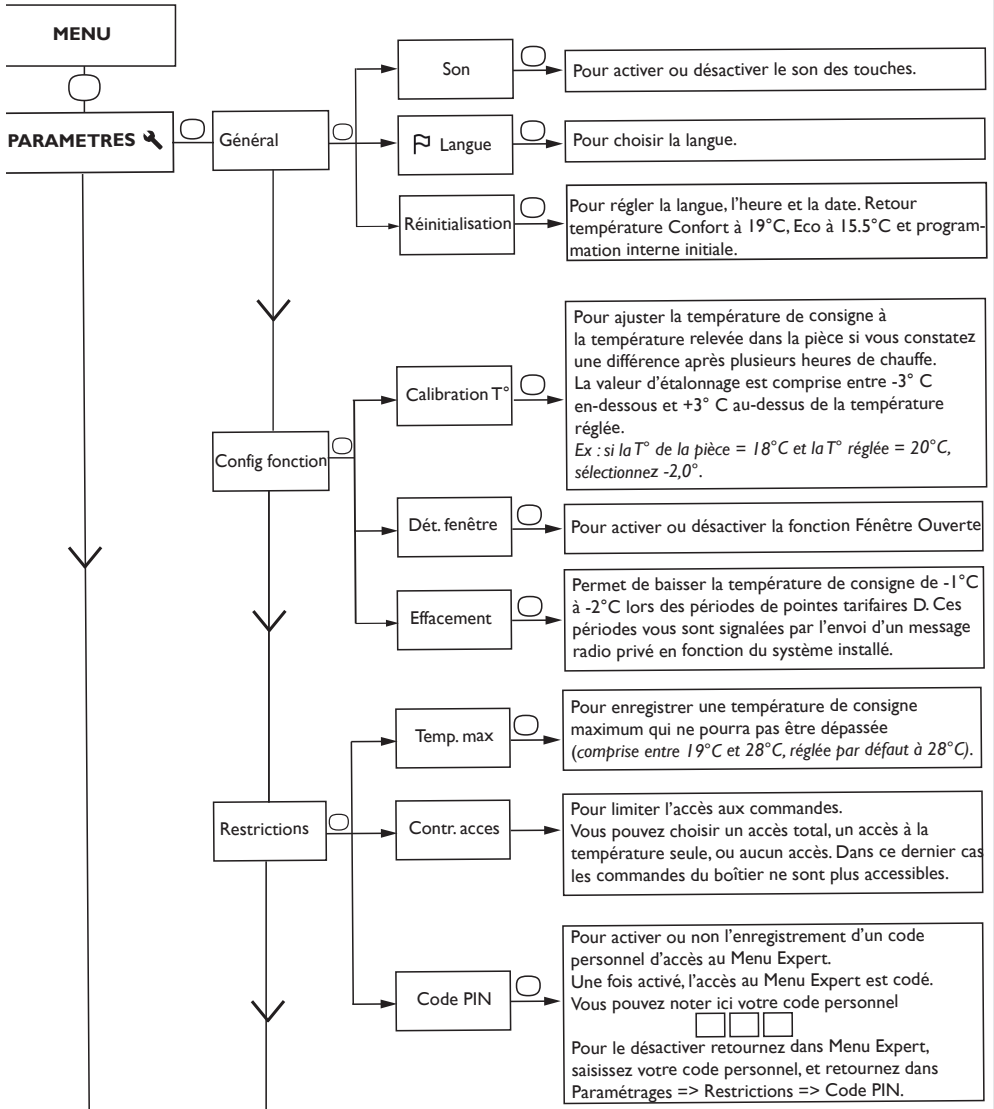 MENU
PARAMETRES
Général
Son
Pour activer ou désactiver le son des touches.
Langue
Pour choisir la langue.
Réinitialisation
Pour régler la langue, l'heure et la date. Retour
température Confort à 19°C, Eco à 15.5°C et program-
mation interne initiale.
Config fonction
Calibration T°
Pour ajuster la température de consigne à
la température relevée dans la pièce si vous constatez
une différence après plusieurs heures de chauffe.
La valeur d'étalonnage est comprise entre -3° C
en-dessous et +3° C au-dessus de la température
réglée.
Ex : si la T° de la pièce = 18°C et la T° réglée = 20°C,
sélectionnez -2,0°.
Dét. fenêtre
Pour activer ou désactiver la fonction Fénêtre Ouverte
Effacement
Permet de baisser la température de consigne de -1°C
à -2°C lors des périodes de pointes tarifaires D. Ces
périodes vous sont signalées par l'envoi d'un message
radio privé en fonction du système installé.
Restrictions
Temp. max
Pour enregistrer une température de consigne
maximum qui ne pourra pas être dépassée
(comprise entre 19°C et 28°C, réglée par défaut à 28°C).
Contr. acces
Pour limiter l'accès aux commandes.
Vous pouvez choisir un accès total, un accès à la
température seule, ou aucun accès. Dans ce dernier cas
les commandes du boîtier ne sont plus accessibles.
Code PIN
Pour activer ou non l'enregistrement d'un code
personnel d'accès au Menu Expert.
Une fois activé, l'accès au Menu Expert est codé.
Vous pouvez noter ici votre code personnel
Pour le désactiver retournez dans Menu Expert,
saisissez votre code personnel, et retournez dans
Paramétrages => Restrictions => Code PIN.